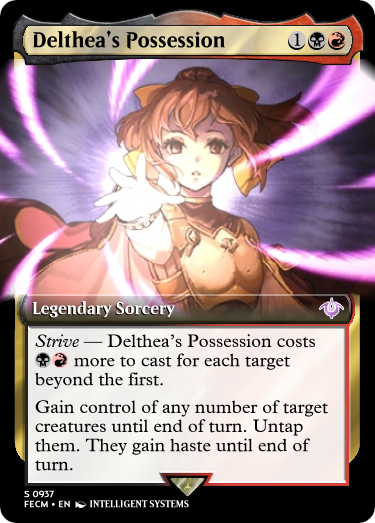 Delthea's Possession 1
Legendary Sorcery
Strive — Delthea's Possession costs
more to cast for each target
beyond the first.
Gain control of any number of target
creatures until end of turn. Untap
them. They gain haste until end of
turn.
S 0937
FECM • EN INTELLIGENT SYSTEMS